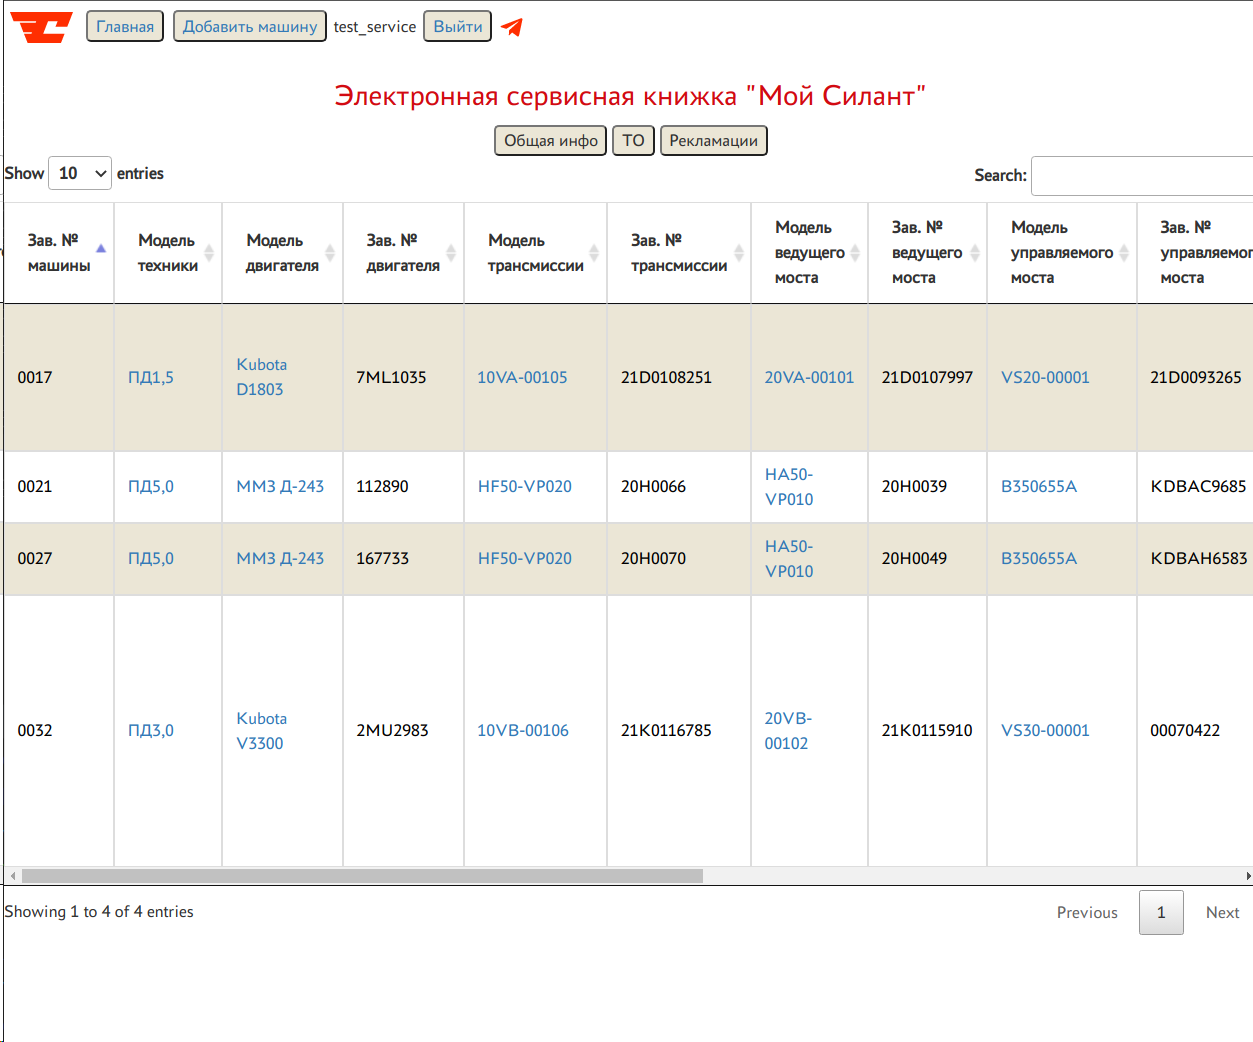 Главная Добавить машину test_service Выйти
Электронная сервисная книжка "Мой Силант"
Общая инфо ТО Рекламации
Show 10 entries Search:
Зав. № машины Модель техники Модель двигателя Зав. № двигателя Модель трансмиссии Зав. № трансмиссии Модель ведущего моста Зав. № ведущего моста Модель управляемого моста Зав. № управляемог моста
0017 ПД1,5 Kubota D1803 7ML1035 10VA-00105 21D0108251 20VA-00101 21D0107997 VS20-00001 21D0093265
0021 ПД5,0 ММЗ Д-243 112890 HF50-VP020 20H0066 HA50-VP010 20H0039 B350655A KDBAC9685
0027 ПД5,0 ММЗ Д-243 167733 HF50-VP020 20H0070 HA50-VP010 20H0049 B350655A KDBAH6583
0032 ПД3,0 Kubota V3300 2MU2983 10VB-00106 21K0116785 20VB-00102 21K0115910 VS30-00001 00070422
Showing 1 to 4 of 4 entries Previous 1 Next